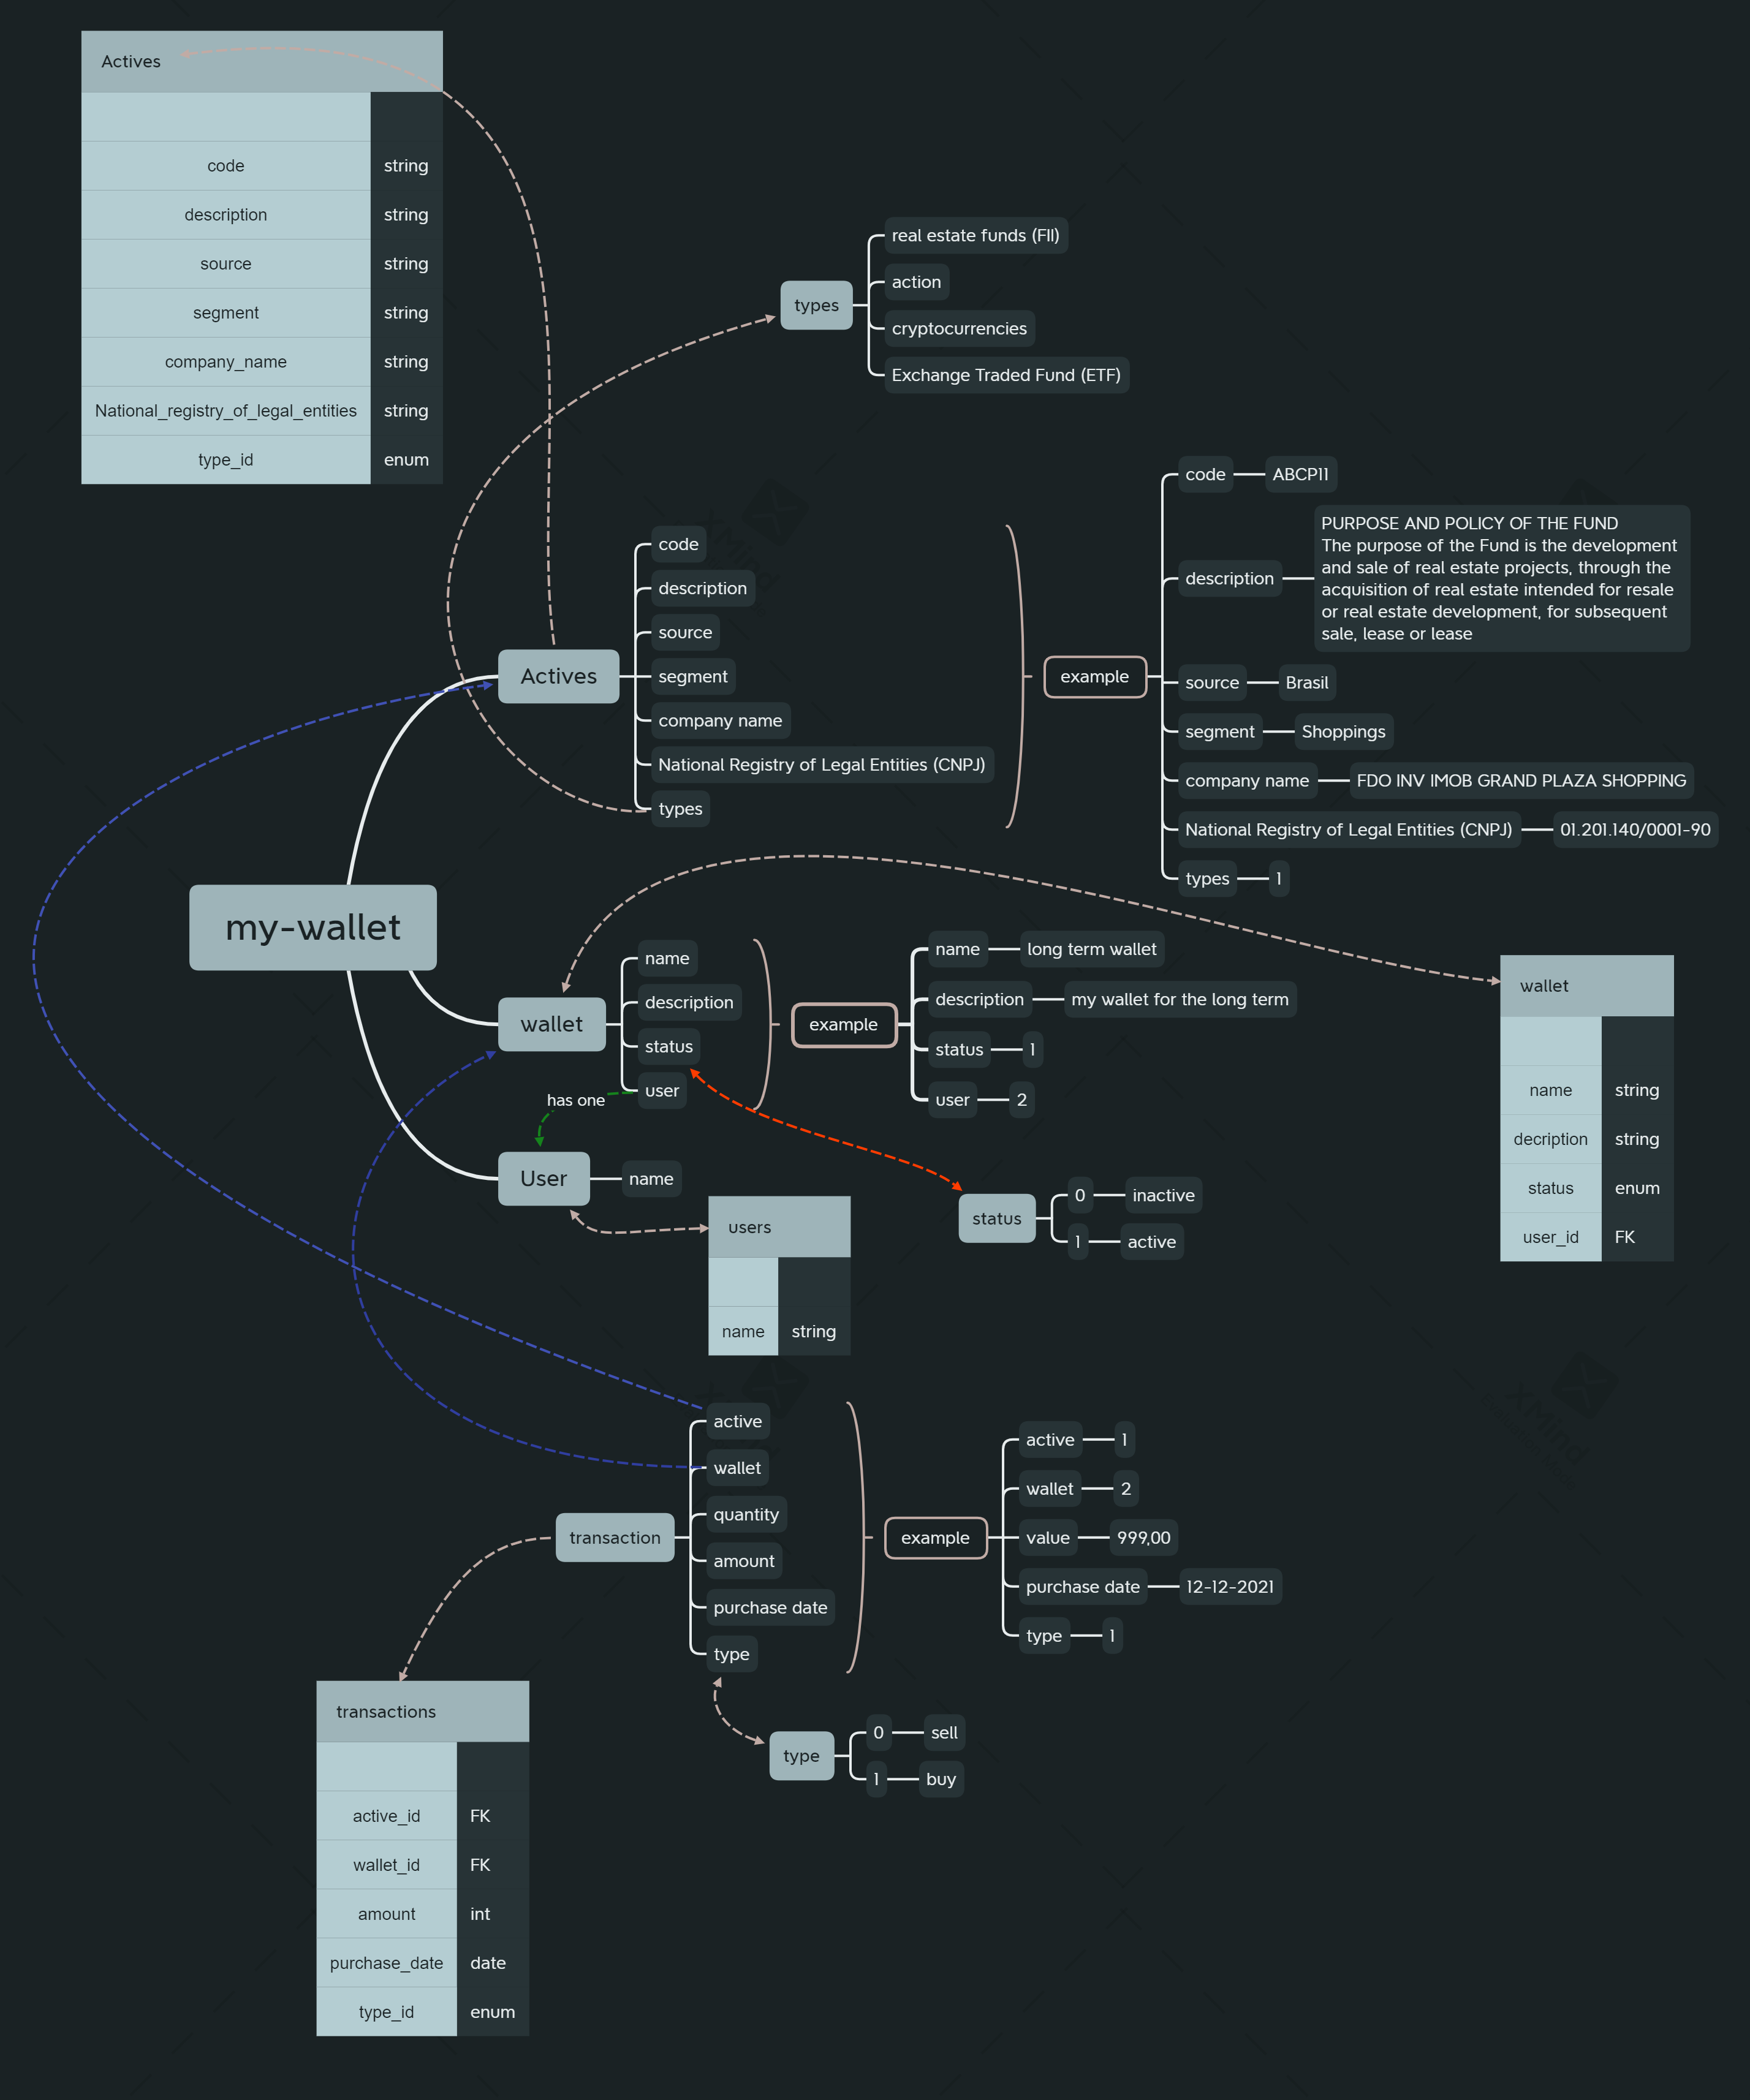 Actives
code string
description string
source string
segment string
company_name string
National_registry_of_legal_entities string
type_id enum
types
real estate funds (FII)
action
cryptocurrencies
Exchange Traded Fund (ETF)
my-wallet
Actives
code
description
source
segment
company name
National Registry of Legal Entities (CNPJ)
types
example
code ABCP11
description
PURPOSE AND POLICY OF THE FUND
The purpose of the Fund is the development
and sale of real estate projects, through the
acquisition of real estate intended for resale
or real estate development, for subsequent
sale, lease or lease
source Brasil
segment Shoppings
company name FDO INV IMOB GRAND PLAZA SHOPPING
National Registry of Legal Entities (CNPJ) 01.201.140/0001-90
types 1
wallet
name
description
status
user
has one
example
name long term wallet
description my wallet for the long term
status 1
user 2
wallet
name string
decription string
status enum
user_id FK
User
name
users
name string
status
0 inactive
1 active
transaction
active
wallet
quantity
amount
purchase date
type
example
active 1
wallet 2
value 999,00
purchase date 12-12-2021
type 1
type
0 sell
1 buy
transactions
active_id FK
wallet_id FK
amount int
purchase_date date
type_id enum
XMind